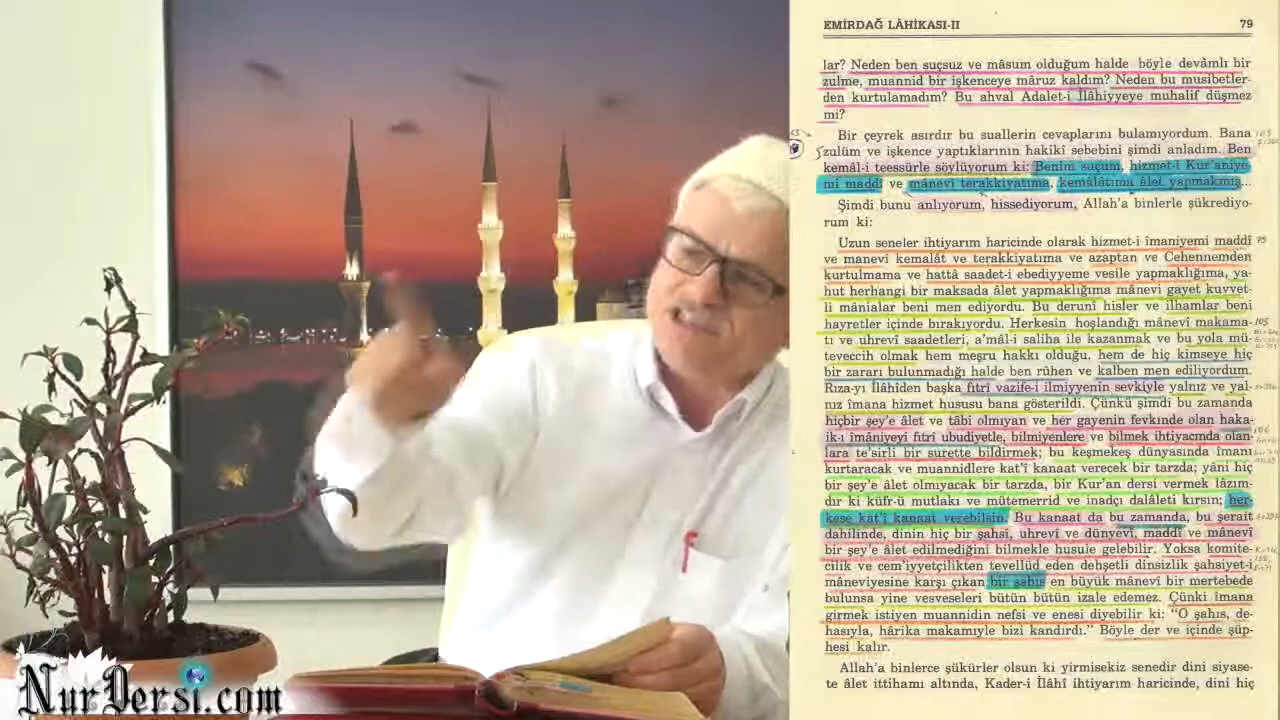 EMİRDAĞ LÂHİKASI-II 79
lar? Neden ben suçsuz ve mâsum olduğum halde böyle devâmlı bir
zulme, muannid bir işkenceye mâruz kaldım? Neden bu musibetler-
den kurtulamadım? Bu ahval Adalet-i İlâhiyyeye muhalif düşmez
mi?
Bir çeyrek asırdır bu suallerin cevaplarını bulamıyordum. Bana
zulüm ve işkence yaptıklarının hakikî sebebini şimdi anladım. Ben
kemâl-i teessürle söylüyorum ki: Benim suçum, hizmet-i Kur'aniye-
mi maddî ve mânevî terakkiyatıma, kemâlâtıma âlet yapmakmış...
Şimdi bunu anlıyorum, hissediyorum, Allah'a binlerle şükrediyo-
rum ki:
Uzun seneler ihtiyarım haricinde olarak hizmet-i îmaniyemi maddî
ve manevî kemalât ve terakkiyatıma ve azaptan ve Cehennemden
kurtulmama ve hattâ saadet-i ebediyyeme vesile yapmaklığıma, ya-
hut herhangi bir maksada âlet yapmaklığıma mânevî gayet kuvvet-
li mânialar beni men ediyordu. Bu derunî hisler ve ilhamlar beni
hayretler içinde bırakıyordu. Herkesin hoşlandığı mânevî makama-
tı ve uhrevî saadetleri, a'mâl-i saliha ile kazanmak ve bu yola mü-
teveccih olmak hem meşru hakkı olduğu, hem de hiç kimseye hiç
bir zararı bulunmadığı halde ben rûhen ve kalben men ediliyordum.
Rıza-yı İlâhîden başka fıtrî vazife-i ilmiyyenin sevkiyle yalnız ve yal-
nız îmana hizmet hususu bana gösterildi. Çünkü şimdi bu zamanda
hiçbir şey'e âlet ve tâbi olmıyan ve her gayenin fevkınde olan haka-
ik-ı îmâniyeyi fıtrî ubudiyetle, bilmiyenlere ve bilmek ihtiyacında olan-
lara te'sirli bir surette bildirmek; bu keşmekeş dünyasında îmanı
kurtaracak ve muannidlere kat'î kanaat verecek bir tarzda; yâni hiç
bir şey'e âlet olmıyacak bir tarzda, bir Kur'an dersi vermek lâzım-
dır ki küfr-ü mutlakı ve mütemerrid ve inadçı dalâleti kırsın; her-
kese kat'î kanaat verebilsin. Bu kanaat da bu zamanda, bu şerait
dahilinde, dinin hiç bir şahsî, uhrevî ve dünyevî, maddî ve mânevî
bir şey'e âlet edilmediğini bilmekle husule gelebilir. Yoksa komite-
cilik ve cem'iyyetçilikten tevellüd eden dehşetli dinsizlik şahsiyet-i
mâneviyesine karşı çıkan bir şahıs en büyük mânevî bir mertebede
bulunsa yine vesveseleri bütün bütün izale edemez. Çünki îmana
girmek istiyen muannidin nefsi ve enesi diyebilir ki: "O şahıs, de-
hasıyla, hârika makamıyle bizi kandırdı." Böyle der ve içinde şüp-
hesi kalır.
Allah'a binlerce şükürler olsun ki yirmisekiz senedir dini siyase-
te âlet ittihamı altında, Kader-i İlâhî ihtiyarım haricinde, dini hiç
NurDersi.com